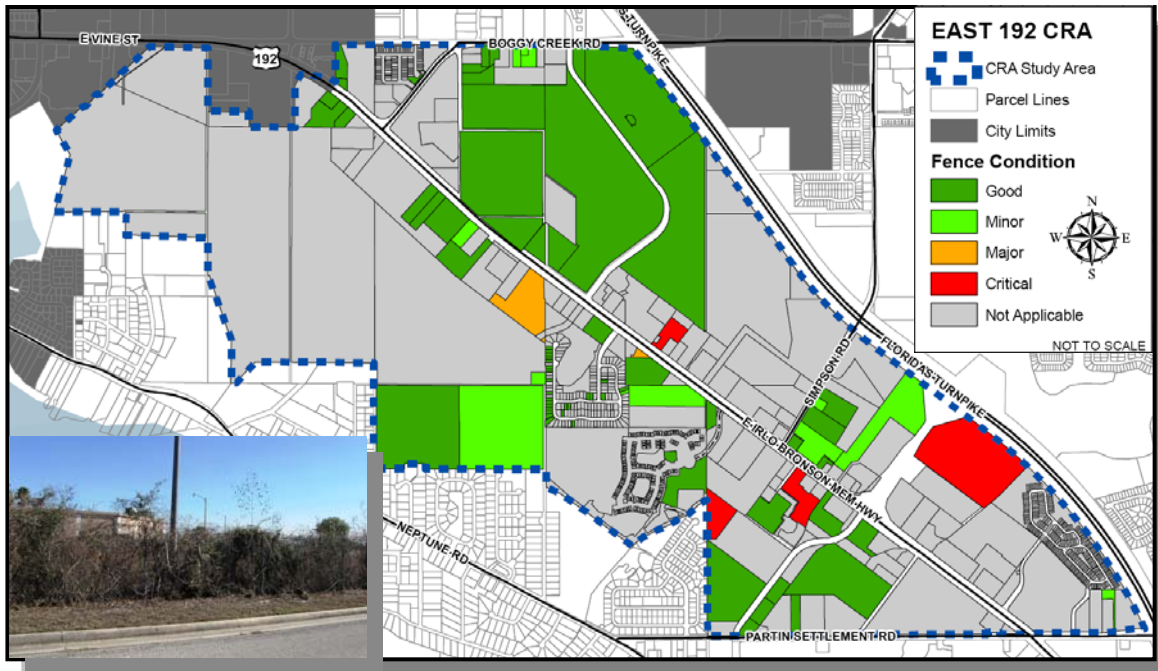 E VINE ST
192
BOGGY CREEK RD
S-TURNPIKE
EAST 192 CRA
CRA Study Area
Parcel Lines
City Limits
Fence Condition
Good
Minor
Major
Critical
Not Applicable
N
W
E
S
NOT TO SCALE
SIMPSON RD
FLORIDAS-TURNPIKE
E-IRLO-BRONSON-MEM-HWY
NEPTUNE RD
PARTIN SETTLEMENT RD